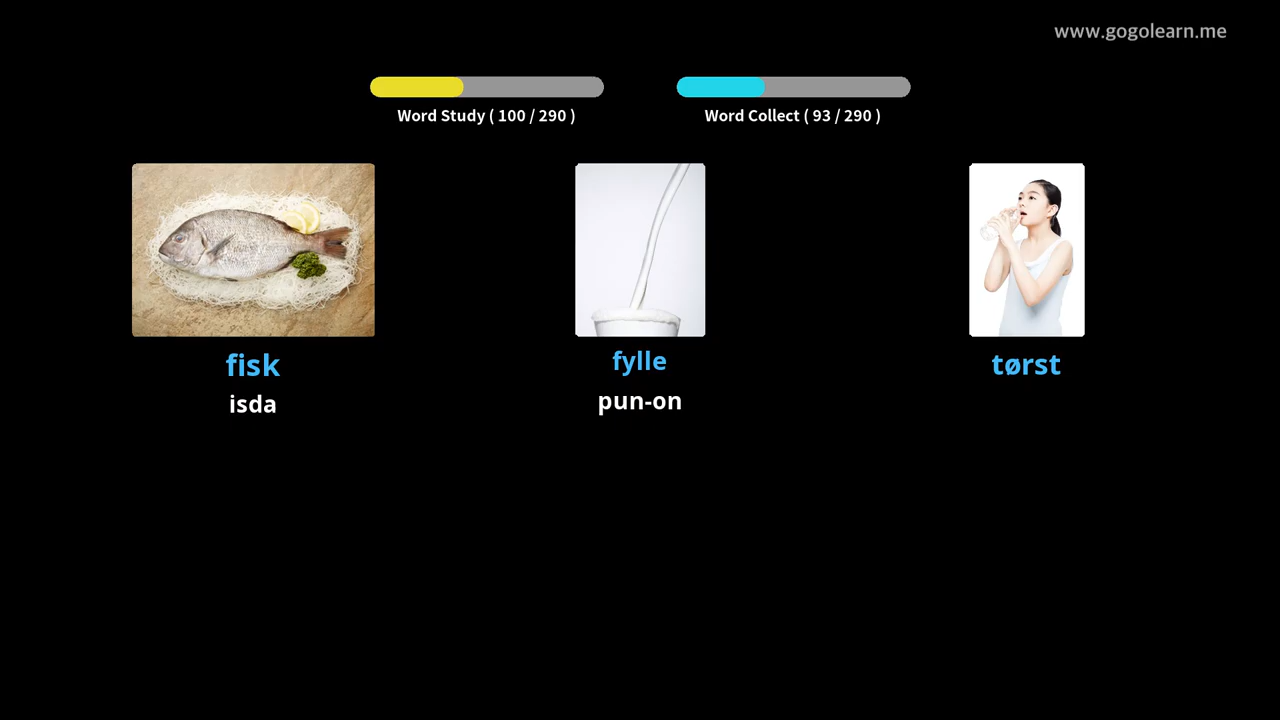 www.gogolearn.me
Word Study ( 100 / 290 )
Word Collect ( 93 / 290 )
fisk
isda
fylle
pun-on
tørst